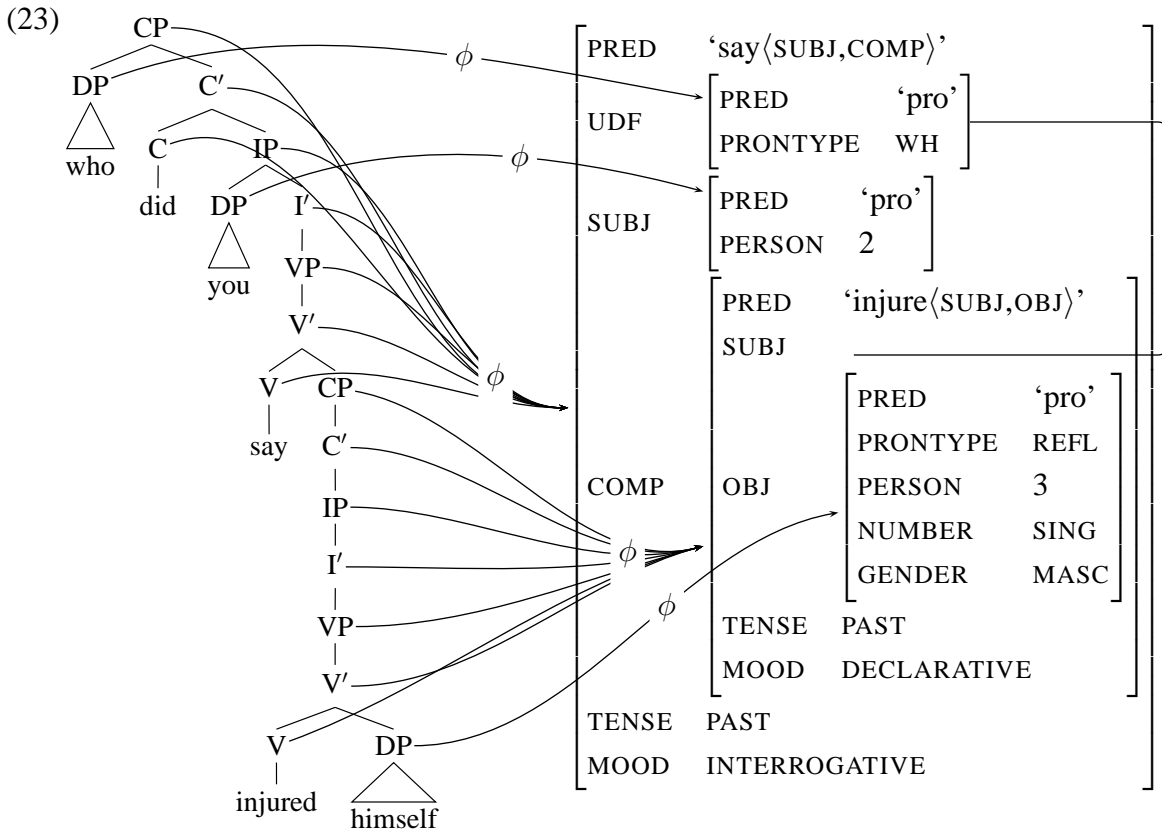 (23)
CP
ϕ
PRED ‘say⟨SUBJ,COMP⟩’
DP C′
PRED ‘pro’
UDF
who C IP
PRONTYPE WH
ϕ
did DP I′
PRED ‘pro’
SUBJ
PERSON 2
you VP
PRED ‘injure⟨SUBJ,OBJ⟩’
V′
SUBJ
ϕ
V CP
PRED ‘pro’
say C′
PRONTYPE REFL
COMP OBJ PERSON 3
IP
NUMBER SING
ϕ
I′
GENDER MASC
ϕ
VP
TENSE PAST
V′
MOOD DECLARATIVE
TENSE PAST
V DP
MOOD INTERROGATIVE
injured himself